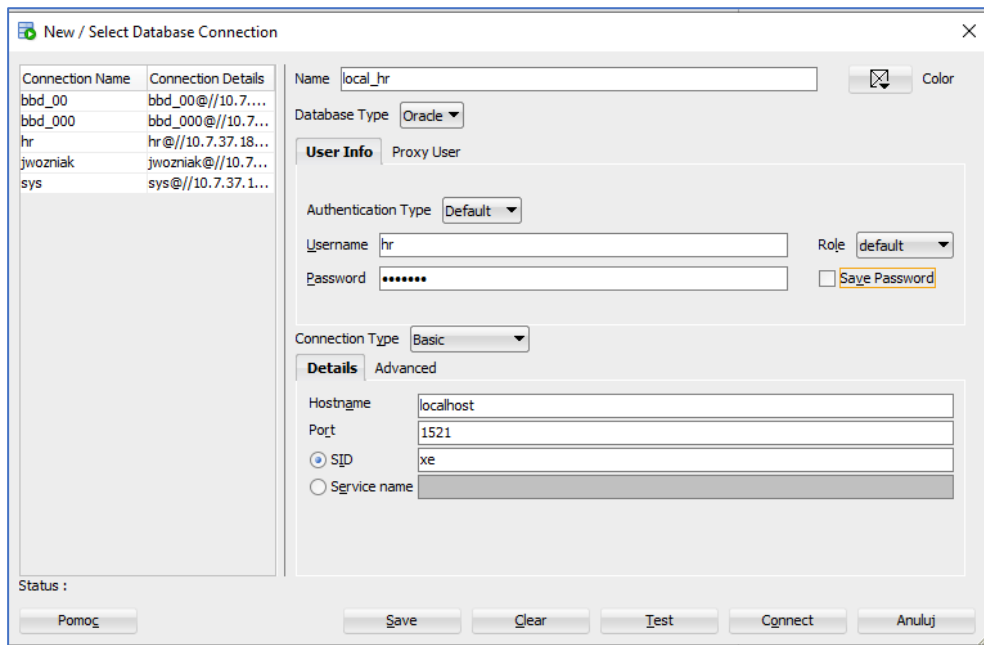 New / Select Database Connection
Connection Name Connection Details
bbd_00 bbd_00@//10.7....
bbd_000 bbd_000@//10.7...
hr hr@//10.7.37.18...
jwozniak jwozniak@//10.7...
sys sys@//10.7.37.1...
Name local_hr Color
Database Type Oracle
User Info Proxy User
Authentication Type Default
Username hr Role default
Password ••••••• Save Password
Connection Type Basic
Details Advanced
Hostname localhost
Port 1521
SID xe
Service name
Status :
Pomoc Save Clear Test Connect Anuluj